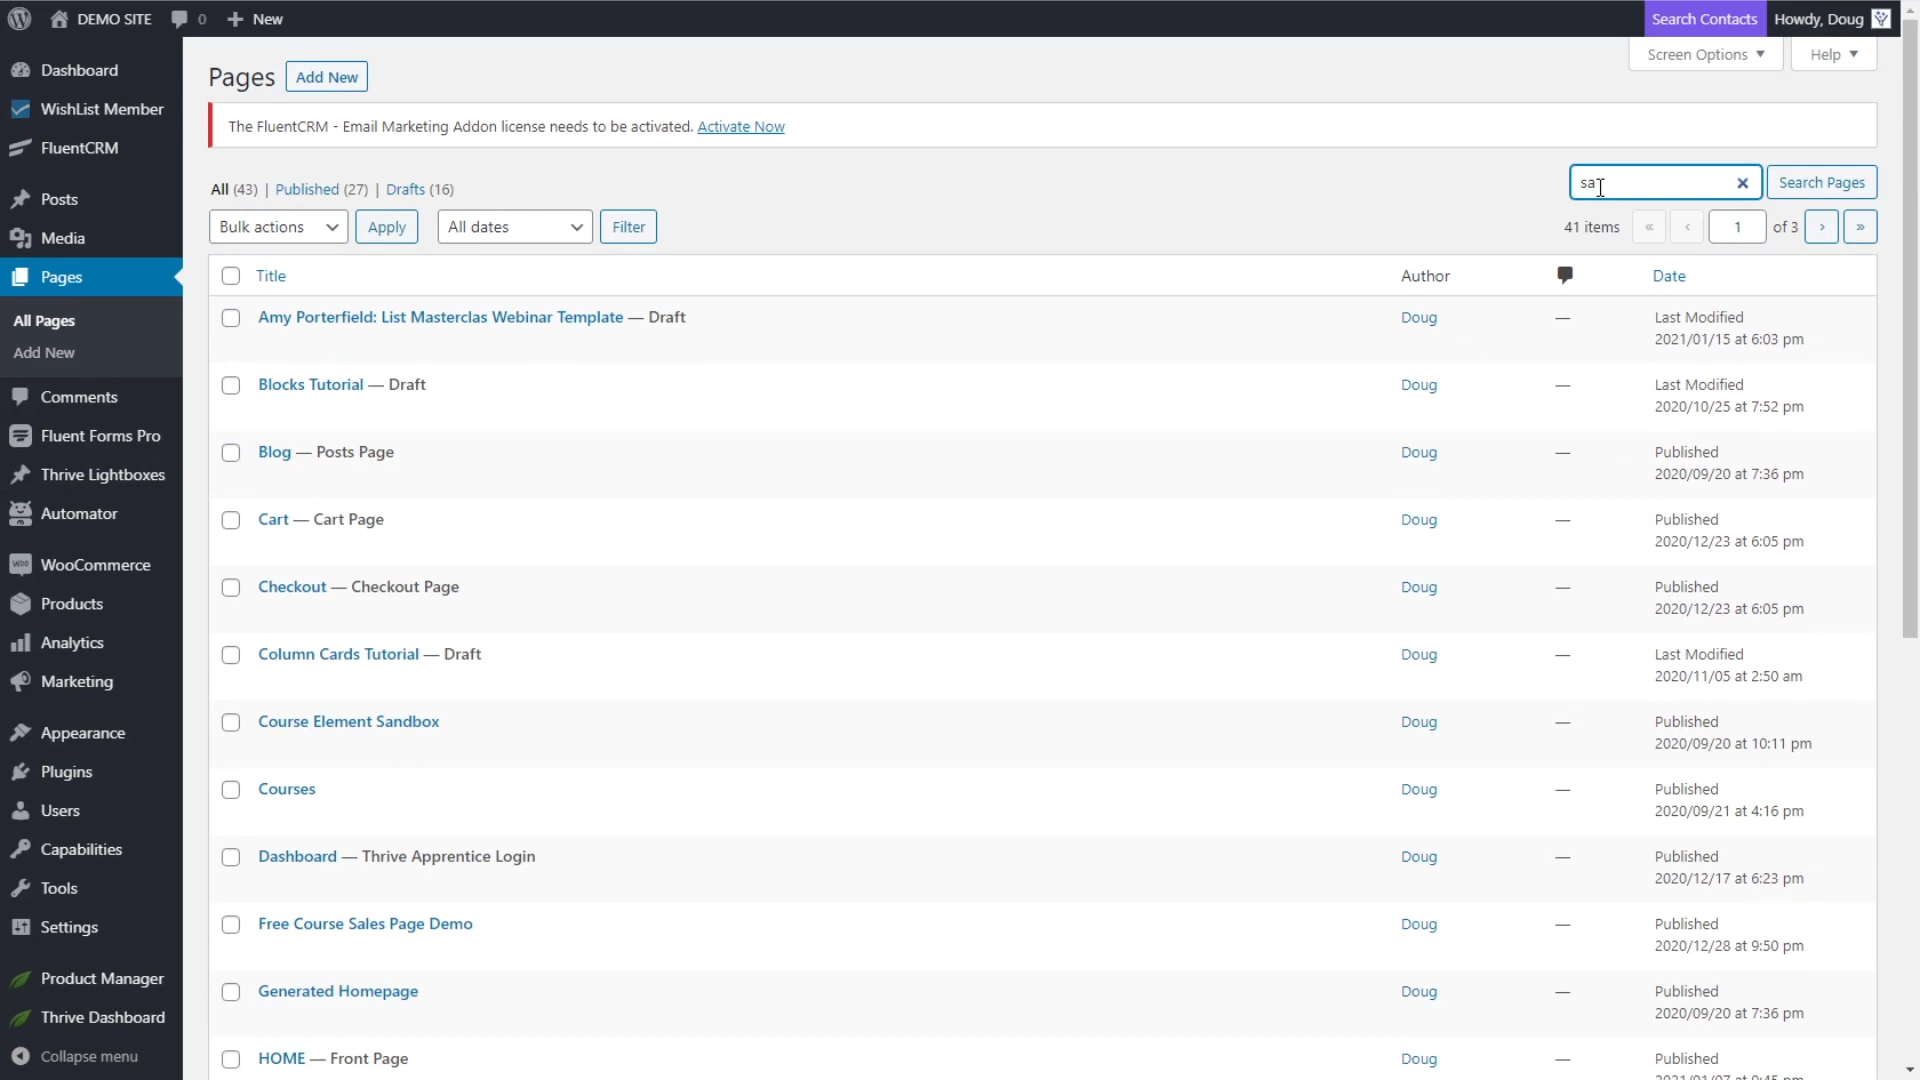 DEMO SITE 0 New Search Contacts Howdy, Doug
Screen Options Help
Dashboard
WishList Member
FluentCRM
Posts
Media
Pages
All Pages
Add New
Comments
Fluent Forms Pro
Thrive Lightboxes
Automator
WooCommerce
Products
Analytics
Marketing
Appearance
Plugins
Users
Capabilities
Tools
Settings
Product Manager
Thrive Dashboard
Collapse menu
Pages Add New
The FluentCRM - Email Marketing Addon license needs to be activated. Activate Now
All (43) | Published (27) | Drafts (16)
sa Search Pages
Bulk actions Apply All dates Filter 41 items « ‹ 1 of 3 › »
Title Author Date
Amy Porterfield: List Masterclas Webinar Template — Draft Doug — Last Modified
2021/01/15 at 6:03 pm
Blocks Tutorial — Draft Doug — Last Modified
2020/10/25 at 7:52 pm
Blog — Posts Page Doug — Published
2020/09/20 at 7:36 pm
Cart — Cart Page Doug — Published
2020/12/23 at 6:05 pm
Checkout — Checkout Page Doug — Published
2020/12/23 at 6:05 pm
Column Cards Tutorial — Draft Doug — Last Modified
2020/11/05 at 2:50 am
Course Element Sandbox Doug — Published
2020/09/20 at 10:11 pm
Courses Doug — Published
2020/09/21 at 4:16 pm
Dashboard — Thrive Apprentice Login Doug — Published
2020/12/17 at 6:23 pm
Free Course Sales Page Demo Doug — Published
2020/12/28 at 9:50 pm
Generated Homepage Doug — Published
2020/09/20 at 7:36 pm
HOME — Front Page Doug — Published